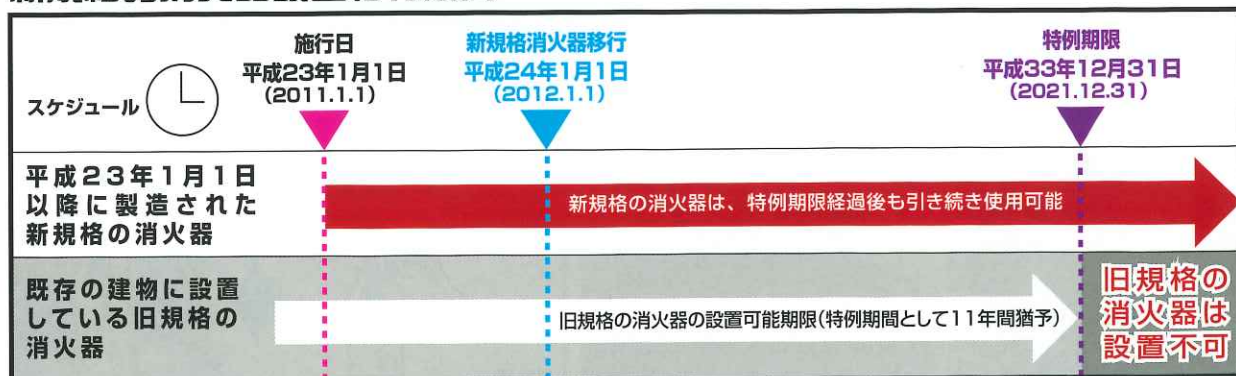 施行日
平成23年1月1日
(2011.1.1)
新規格消火器移行
平成24年1月1日
(2012.1.1)
特例期限
平成33年12月31日
(2021.12.31)
スケジュール
平成23年1月1日
以降に製造された
新規格の消火器
新規格の消火器は、特例期限経過後も引き続き使用可能
既存の建物に設置
している旧規格の
消火器
旧規格の消火器の設置可能期限(特例期間として11年間猶予)
旧規格の
消火器は
設置不可